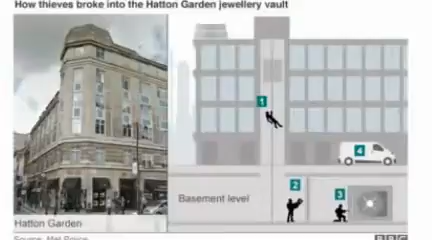 How thieves broke into the Hatton Garden jewellery vault
1
4
Basement level
2
3
Hatton Garden
Source: Met Police
BBC